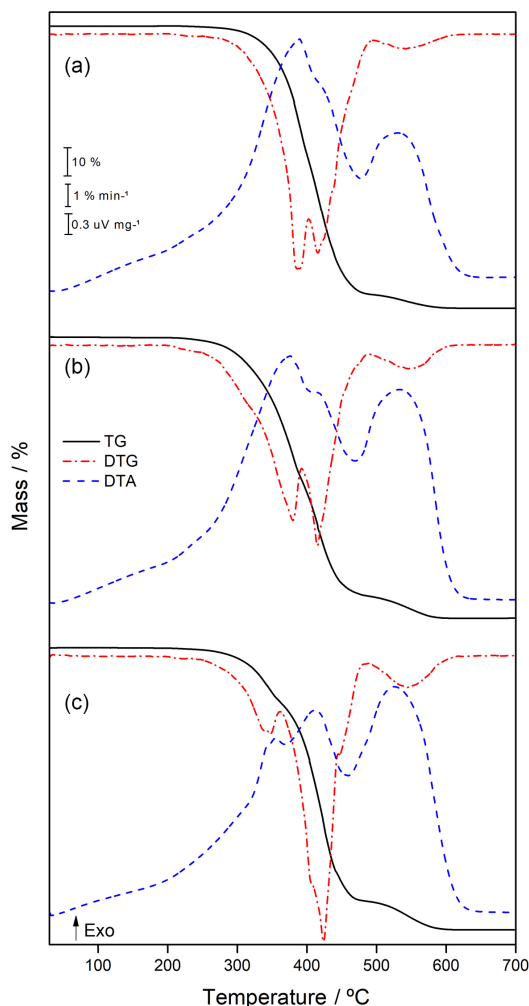 (a)
10 %
1 % min-¹
0.3 uV mg-¹
(b)
TG
DTG
DTA
Mass / %
(c)
Exo
100 200 300 400 500 600 700
Temperature / ºC